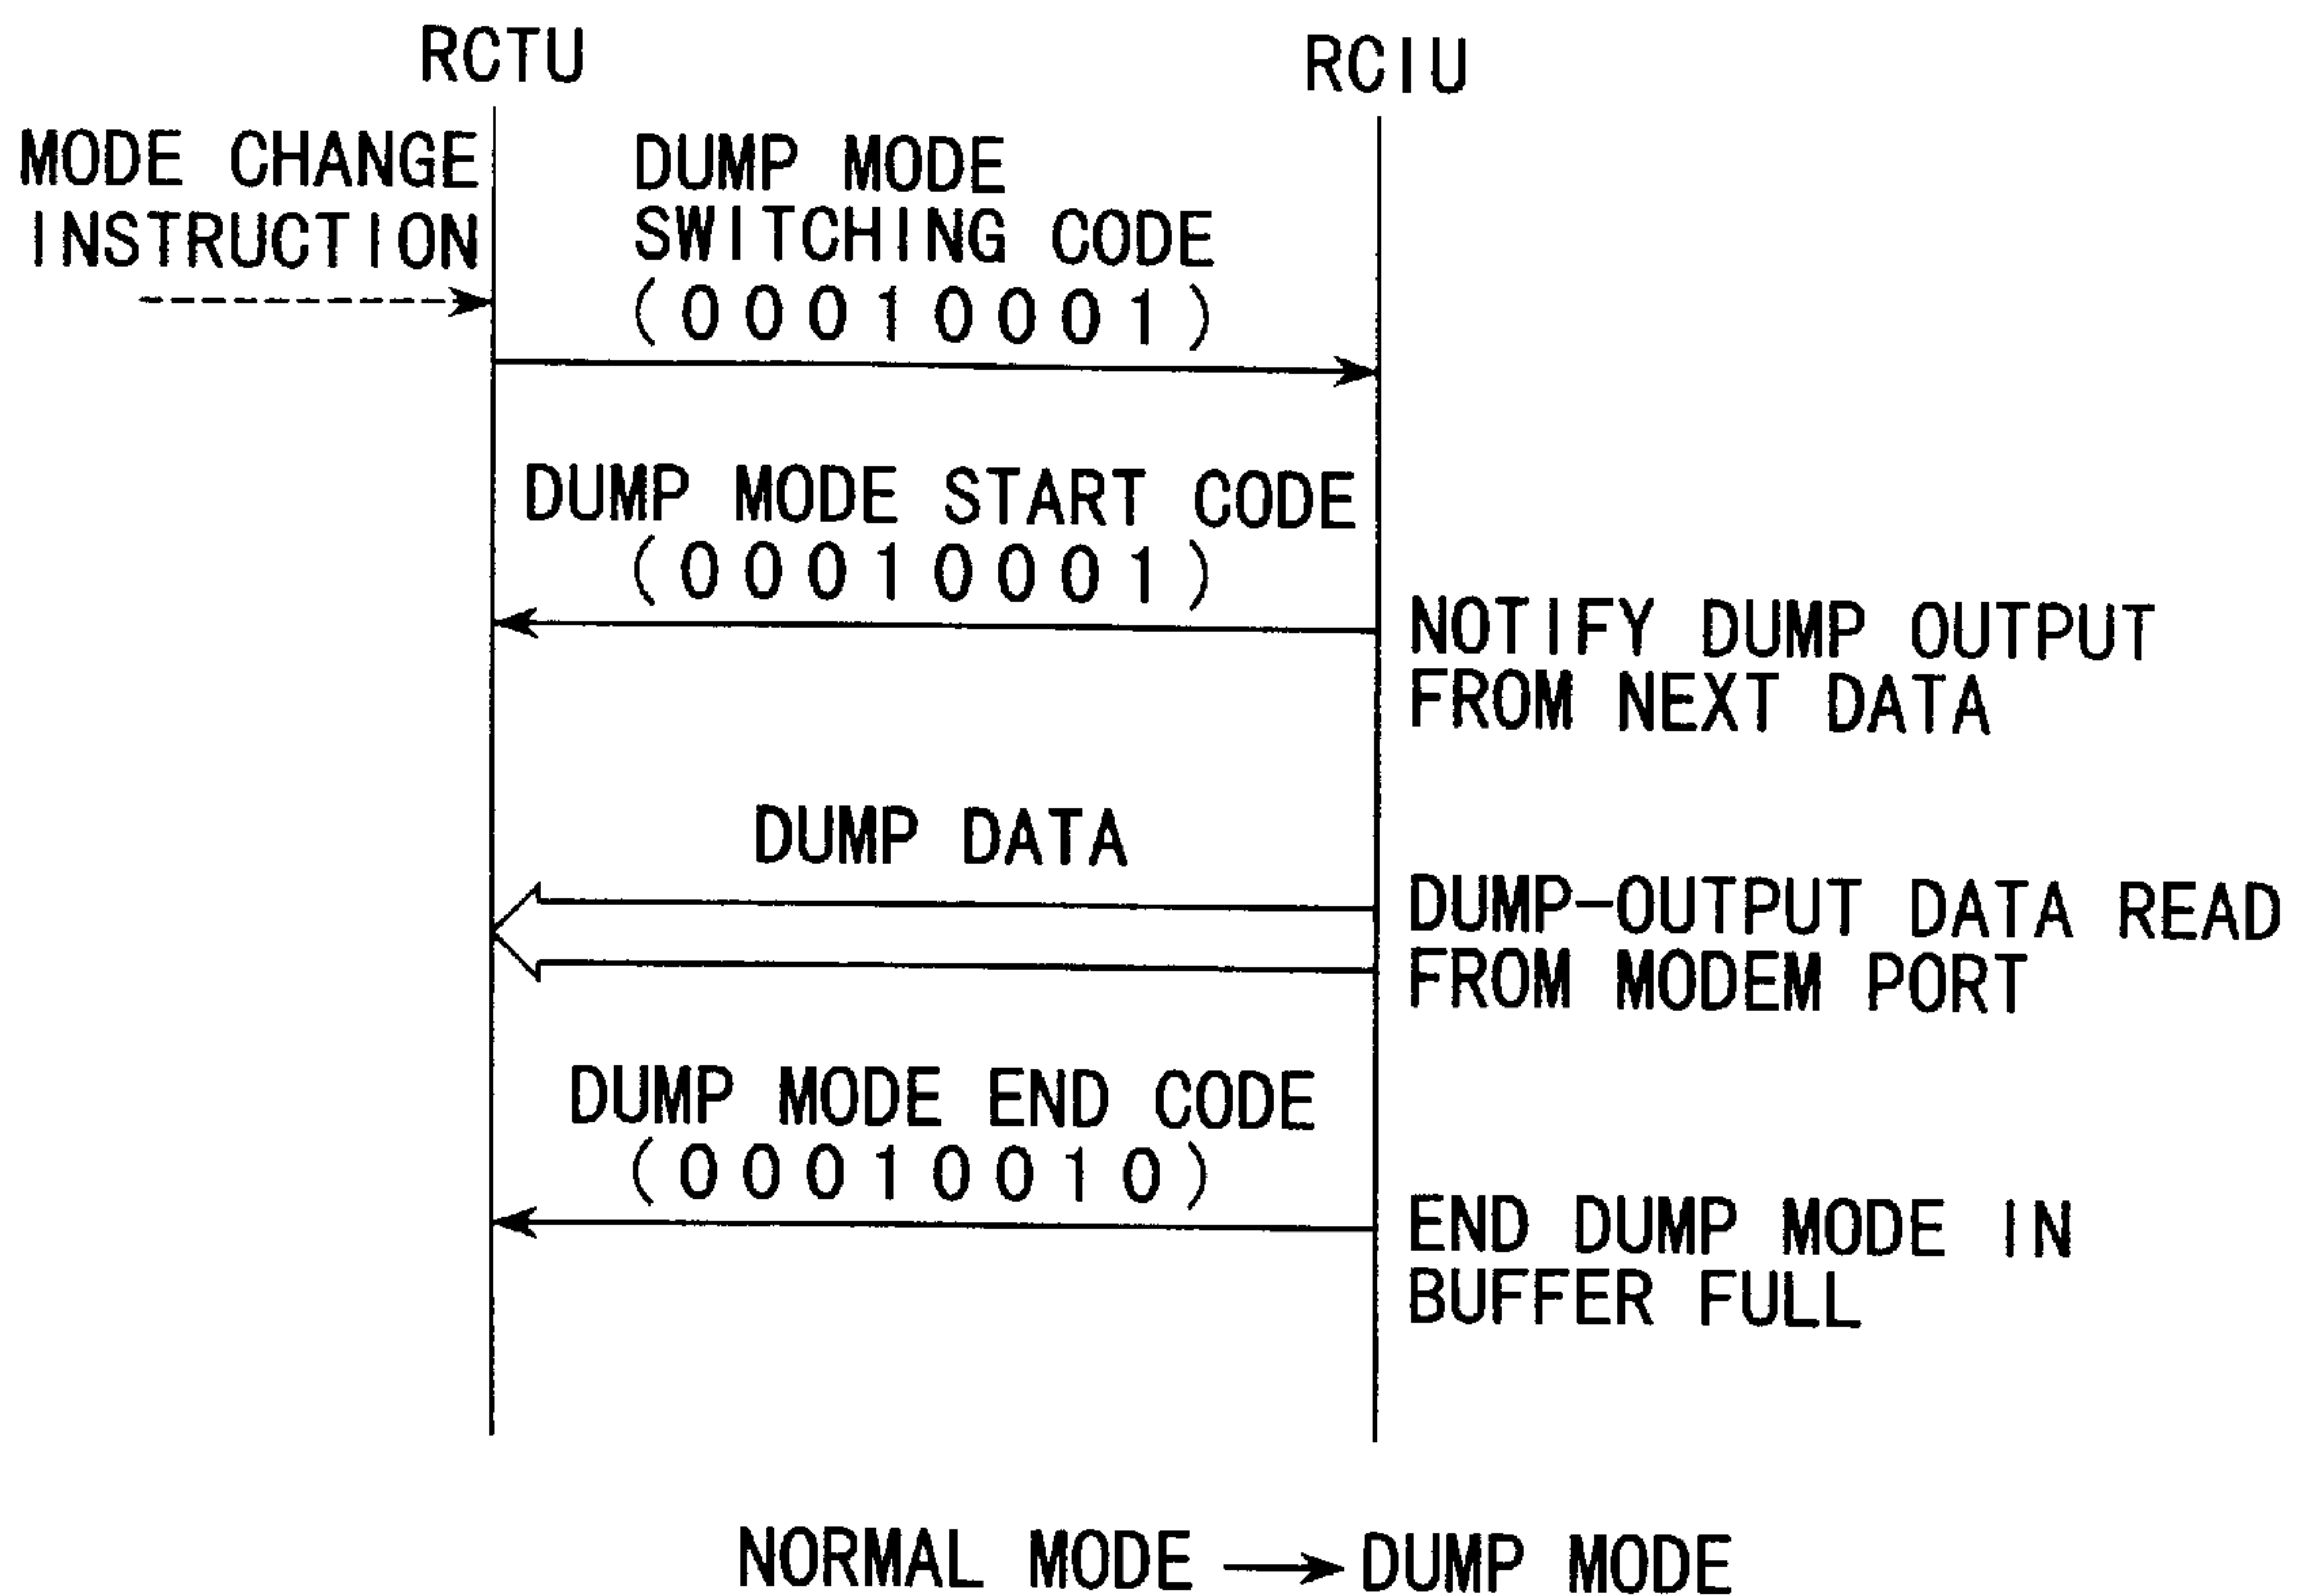 RCTU
RCIU
MODE CHANGE
INSTRUCTION
DUMP MODE
SWITCHING CODE
(00010001)
DUMP MODE START CODE
(00010001)
NOTIFY DUMP OUTPUT
FROM NEXT DATA
DUMP DATA
DUMP-OUTPUT DATA READ
FROM MODEM PORT
DUMP MODE END CODE
(00010010)
END DUMP MODE IN
BUFFER FULL
NORMAL MODE → DUMP MODE